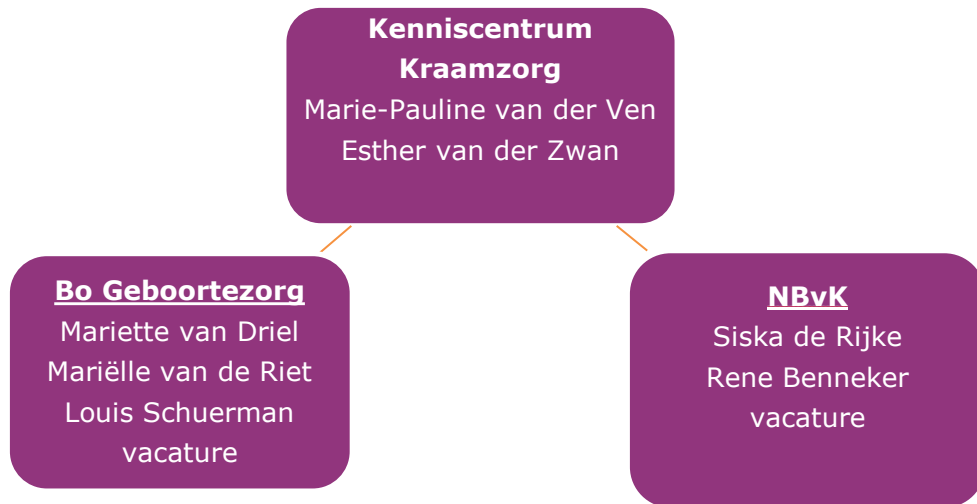 Kenniscentrum
Kraamzorg
Marie-Pauline van der Ven
Esther van der Zwan
Bo Geboortezorg
Mariette van Driel
Mariëlle van de Riet
Louis Schuerman
vacature
NBvK
Siska de Rijke
Rene Benneker
vacature